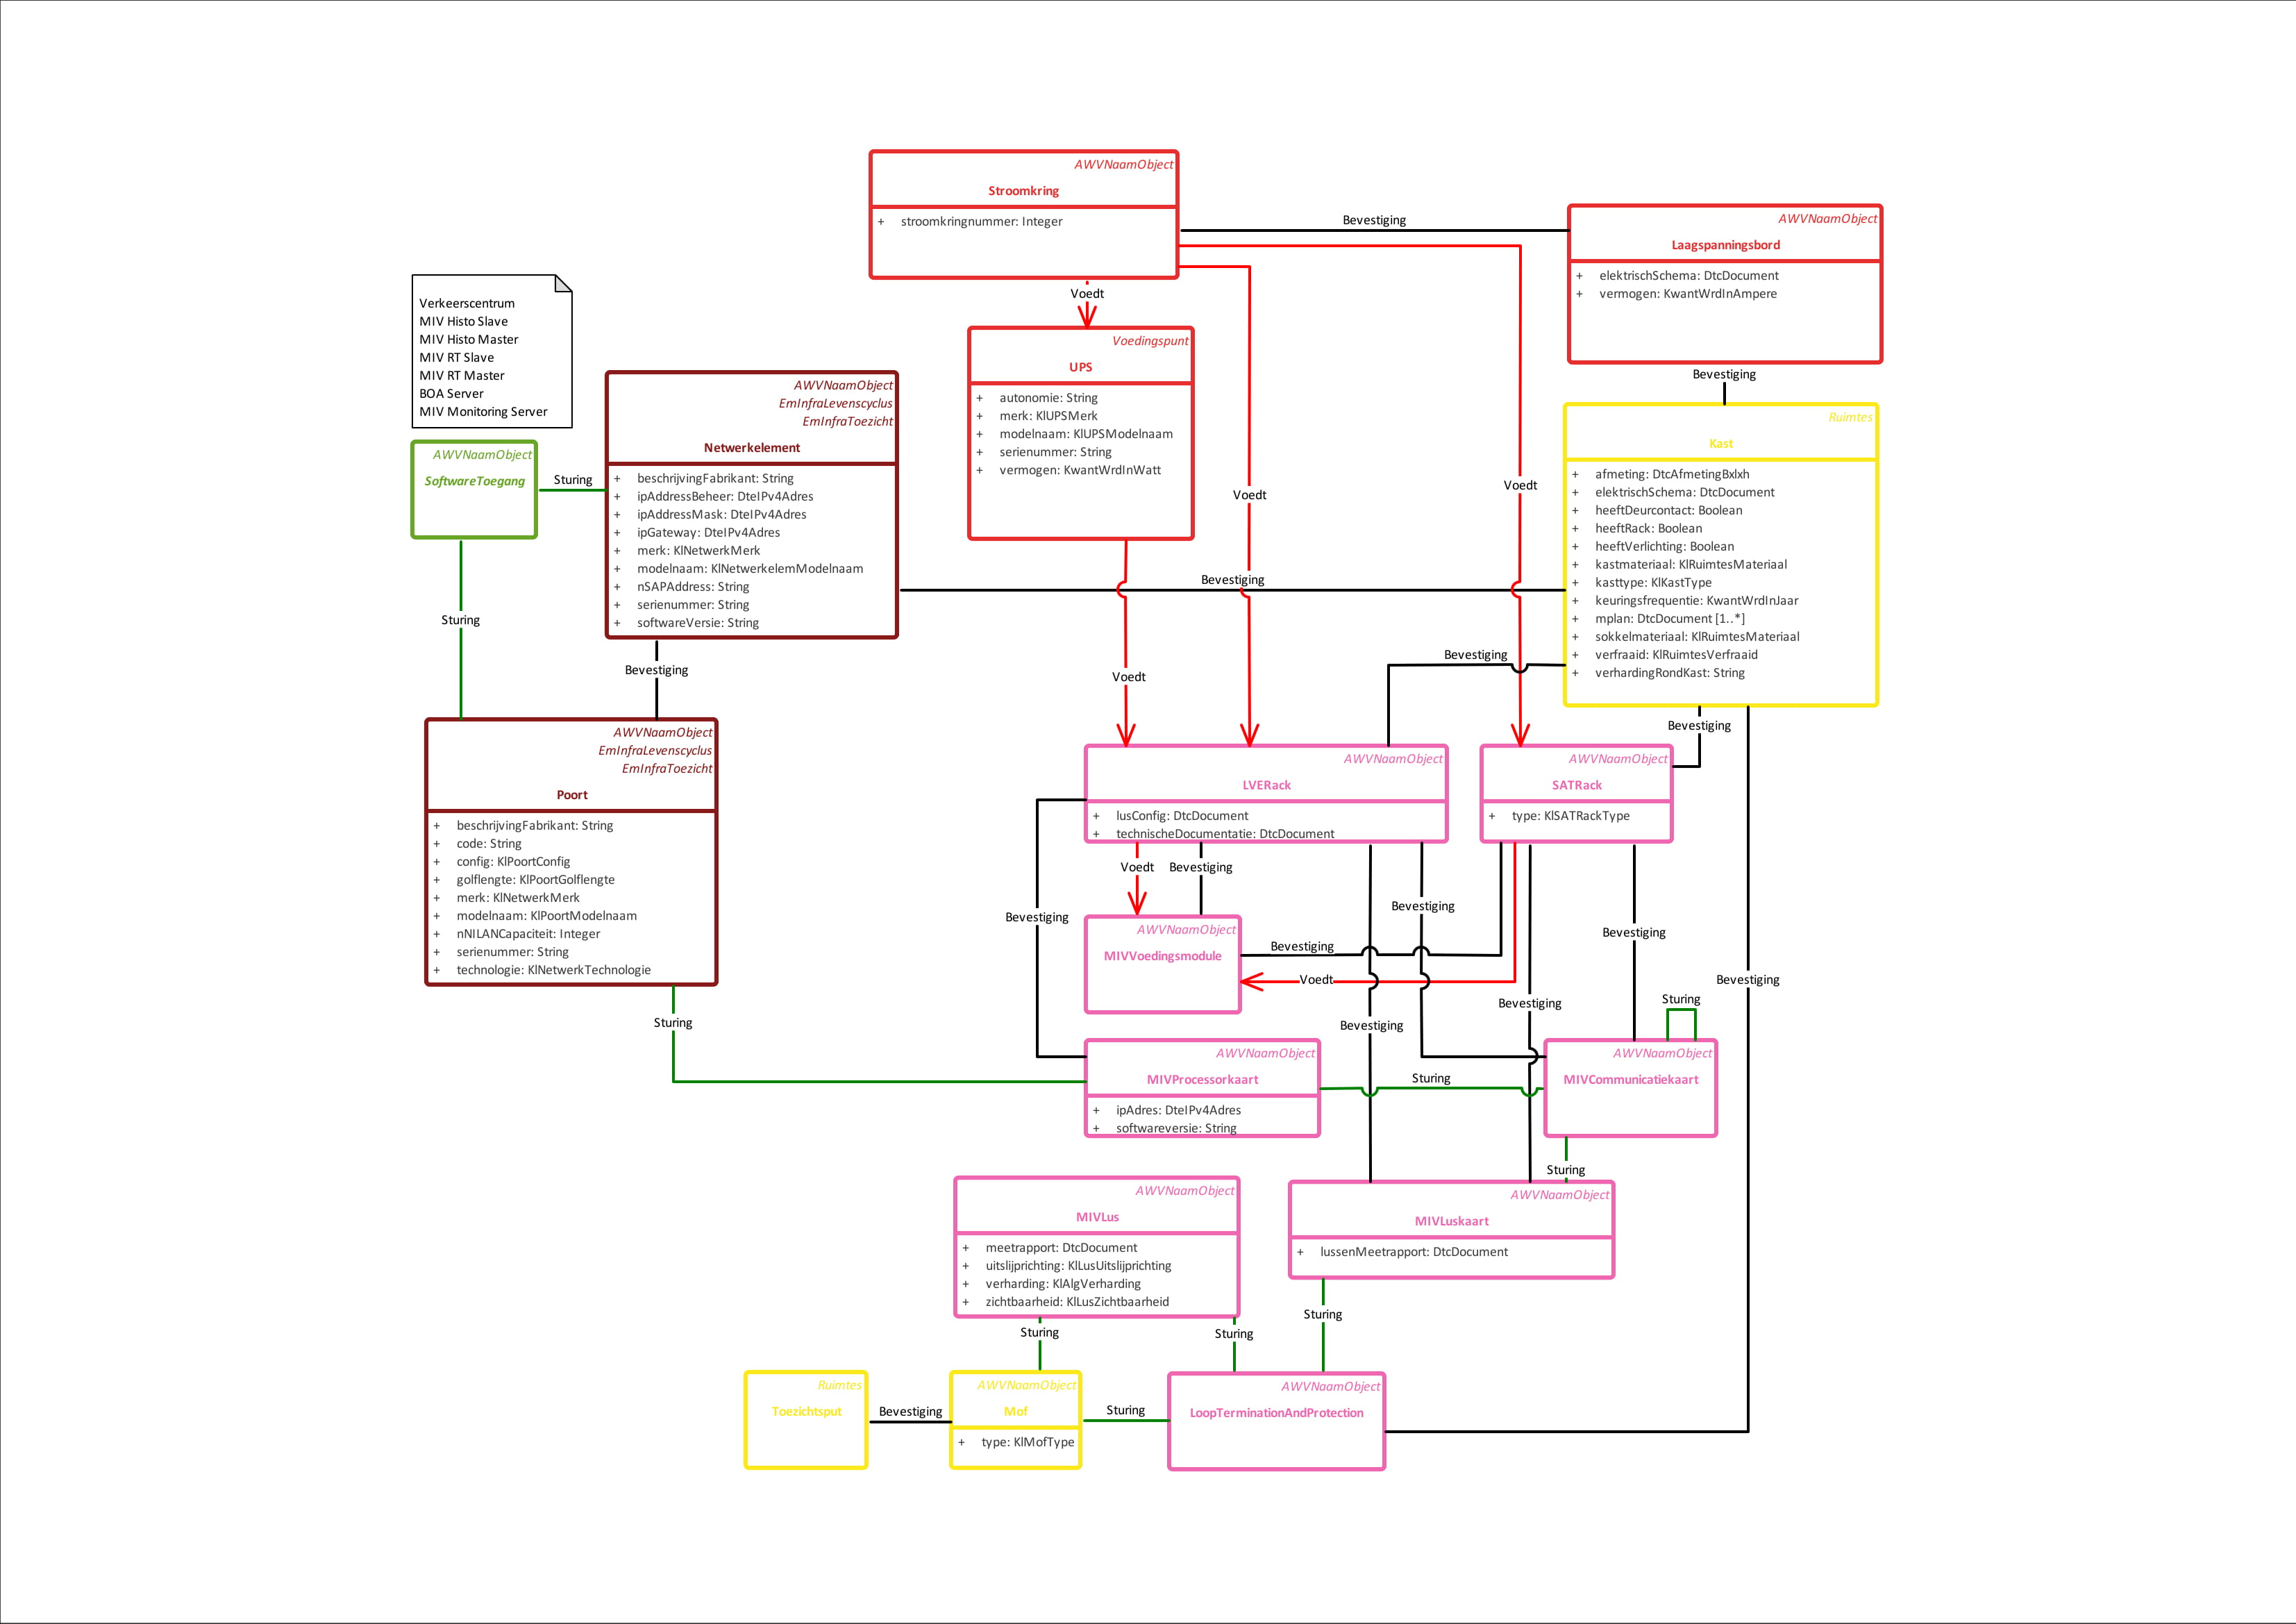 AWVNaamObject
Stroomkring
+ stroomkringnummer: Integer
Bevestiging
AWVNaamObject
Laagspanningsbord
+ elektrischSchema: DtcDocument
+ vermogen: KwantWrdInAmpere
Voedt
Verkeerscentrum
MIV Histo Slave
MIV Histo Master
MIV RT Slave
MIV RT Master
BOA Server
MIV Monitoring Server
Voedingspunt
UPS
+ autonomie: String
+ merk: KlUPSMerk
+ modelnaam: KlUPSModelnaam
+ serienummer: String
+ vermogen: KwantWrdInWatt
Bevestiging
AWVNaamObject
EmInfraLevenscyclus
EmInfraToezicht
Netwerkelement
+ beschrijvingFabrikant: String
+ ipAddressBeheer: DteIPv4Adres
+ ipAddressMask: DteIPv4Adres
+ ipGateway: DteIPv4Adres
+ merk: KlNetwerkMerk
+ modelnaam: KlNetwerkelemModelnaam
+ nSAPAddress: String
+ serienummer: String
+ softwareVersie: String
Ruimtes
Kast
+ afmeting: DtcAfmetingBxlxh
+ elektrischSchema: DtcDocument
+ heeftDeurcontact: Boolean
+ heeftRack: Boolean
+ heeftVerlichting: Boolean
+ kastmateriaal: KlRuimtesMateriaal
+ kasttype: KlKastType
+ keuringsfrequentie: KwantWrdInJaar
+ mplan: DtcDocument [1..*]
+ sokkelmateriaal: KlRuimtesMateriaal
+ verfraaid: KlRuimtesVerfraaid
+ verhardingRondKast: String
AWVNaamObject
SoftwareToegang
Sturing
Voedt
Voedt
Bevestiging
Sturing
Bevestiging
Bevestiging
Voedt
Bevestiging
AWVNaamObject
EmInfraLevenscyclus
EmInfraToezicht
Poort
+ beschrijvingFabrikant: String
+ code: String
+ config: KlPoortConfig
+ golflengte: KlPoortGolflengte
+ merk: KlNetwerkMerk
+ modelnaam: KlPoortModelnaam
+ nNILANCapaciteit: Integer
+ serienummer: String
+ technologie: KlNetwerkTechnologie
AWVNaamObject
LVERack
+ lusConfig: DtcDocument
+ technischeDocumentatie: DtcDocument
AWVNaamObject
SATRack
+ type: KlSATRackType
Voedt
Bevestiging
Bevestiging
Bevestiging
Bevestiging
AWVNaamObject
MIVVoedingsmodule
Bevestiging
Voedt
Bevestiging
Sturing
Bevestiging
Sturing
Bevestiging
AWVNaamObject
MIVProcessorkaart
+ ipAdres: DteIPv4Adres
+ softwareversie: String
Sturing
AWVNaamObject
MIVCommunicatiekaart
Sturing
AWVNaamObject
MIVLus
+ meetrapport: DtcDocument
+ uitslijprichting: KlLusUitslijprichting
+ verharding: KlAlgVerharding
+ zichtbaarheid: KlLusZichtbaarheid
AWVNaamObject
MIVLuskaart
+ lussenMeetrapport: DtcDocument
Sturing
Sturing
Sturing
Ruimtes
Toezichtsput
Bevestiging
AWVNaamObject
Mof
+ type: KlMofType
Sturing
AWVNaamObject
LoopTerminationAndProtection